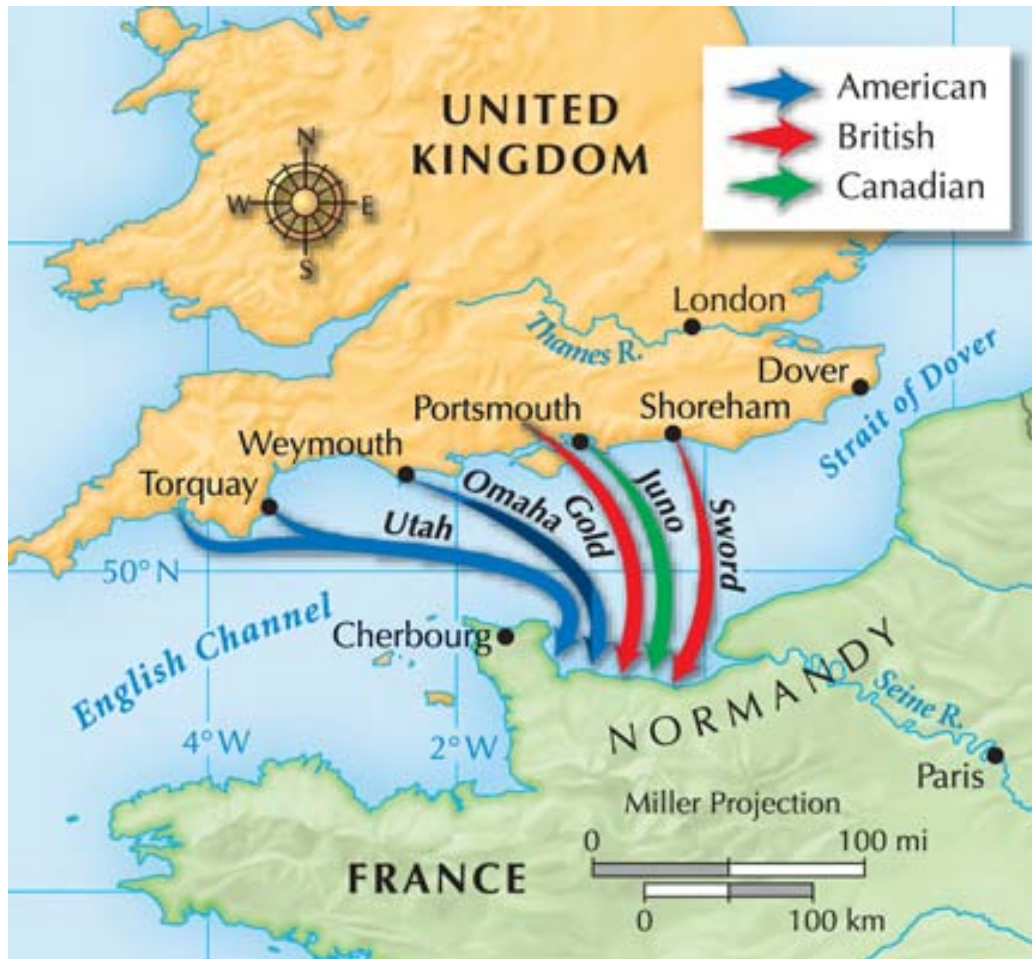 American
British
Canadian
UNITED
KINGDOM
N
W
E
S
London
Thames R.
Dover
Strait of Dover
Portsmouth
Shoreham
Weymouth
Torquay
Utah
Omaha
Gold
Juno
Sword
50°N
English Channel
Cherbourg
NORMANDY
Seine R.
4°W
2°W
Paris
Miller Projection
0
100 mi
0
100 km
FRANCE